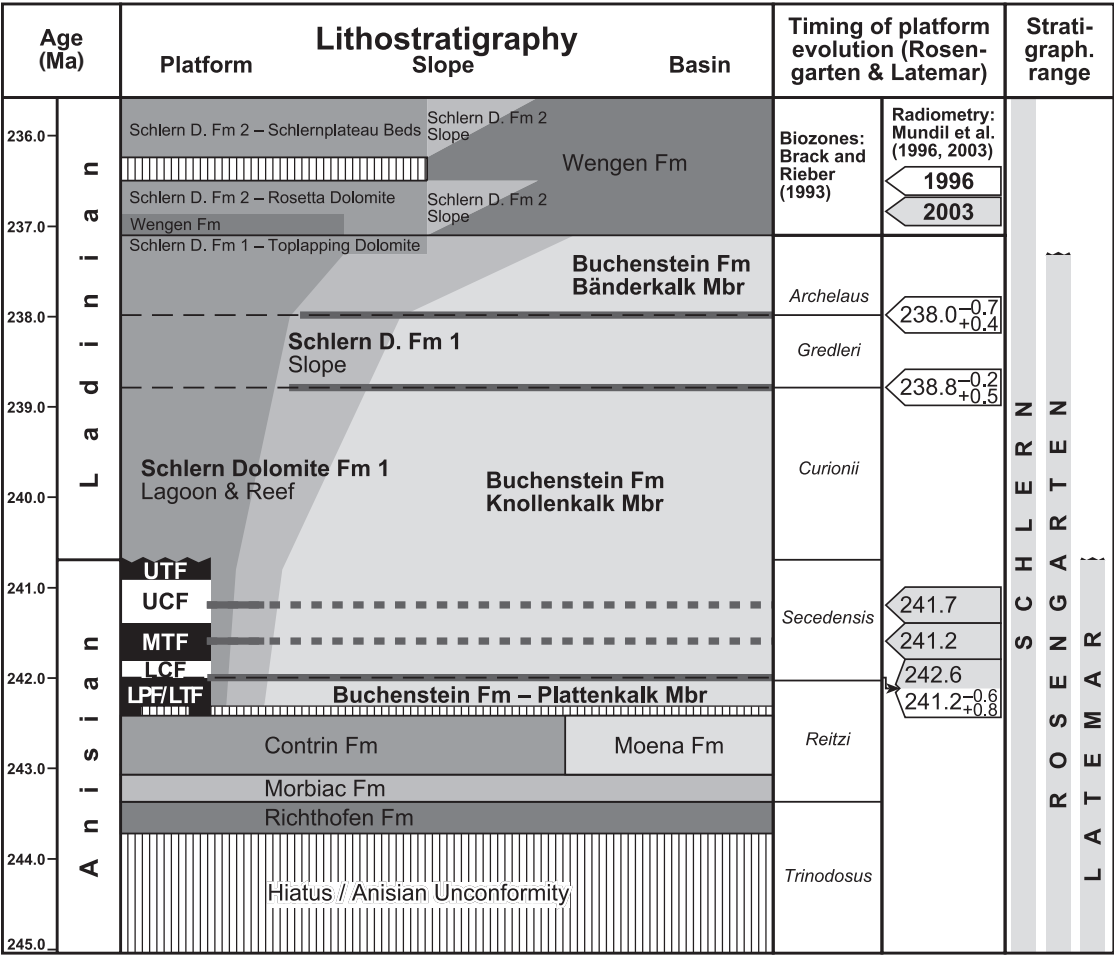 Age
(Ma)
Lithostratigraphy
Platform Slope Basin
Timing of platform
evolution (Rosen-
garten & Latemar)
Strati-
graph.
range
236.0
237.0
238.0
239.0
240.0
241.0
242.0
243.0
244.0
245.0
Ladinian
Anisian
Schlern D. Fm 2 – Schlernplateau Beds
Schlern D. Fm 2
Slope
Wengen Fm
Schlern D. Fm 2 – Rosetta Dolomite
Schlern D. Fm 2
Slope
Wengen Fm
Schlern D. Fm 1 – Toplapping Dolomite
Buchenstein Fm
Bänderkalk Mbr
Schlern D. Fm 1
Slope
Schlern Dolomite Fm 1
Lagoon & Reef
Buchenstein Fm
Knollenkalk Mbr
UTF
UCF
MTF
LCF
LPF/LTF
Buchenstein Fm – Plattenkalk Mbr
Contrin Fm
Moena Fm
Morbiac Fm
Richthofen Fm
Hiatus / Anisian Unconformity
Biozones:
Brack and
Rieber
(1993)
Archelaus
Gredleri
Curionii
Secedensis
Reitzi
Trinodosus
Radiometry:
Mundil et al.
(1996, 2003)
1996
2003
238.0 –0.7
+0.4
238.8 –0.2
+0.5
241.7
241.2
242.6
241.2 –0.6
+0.8
SCHLERN
ROSENGARTEN
LATEMAR